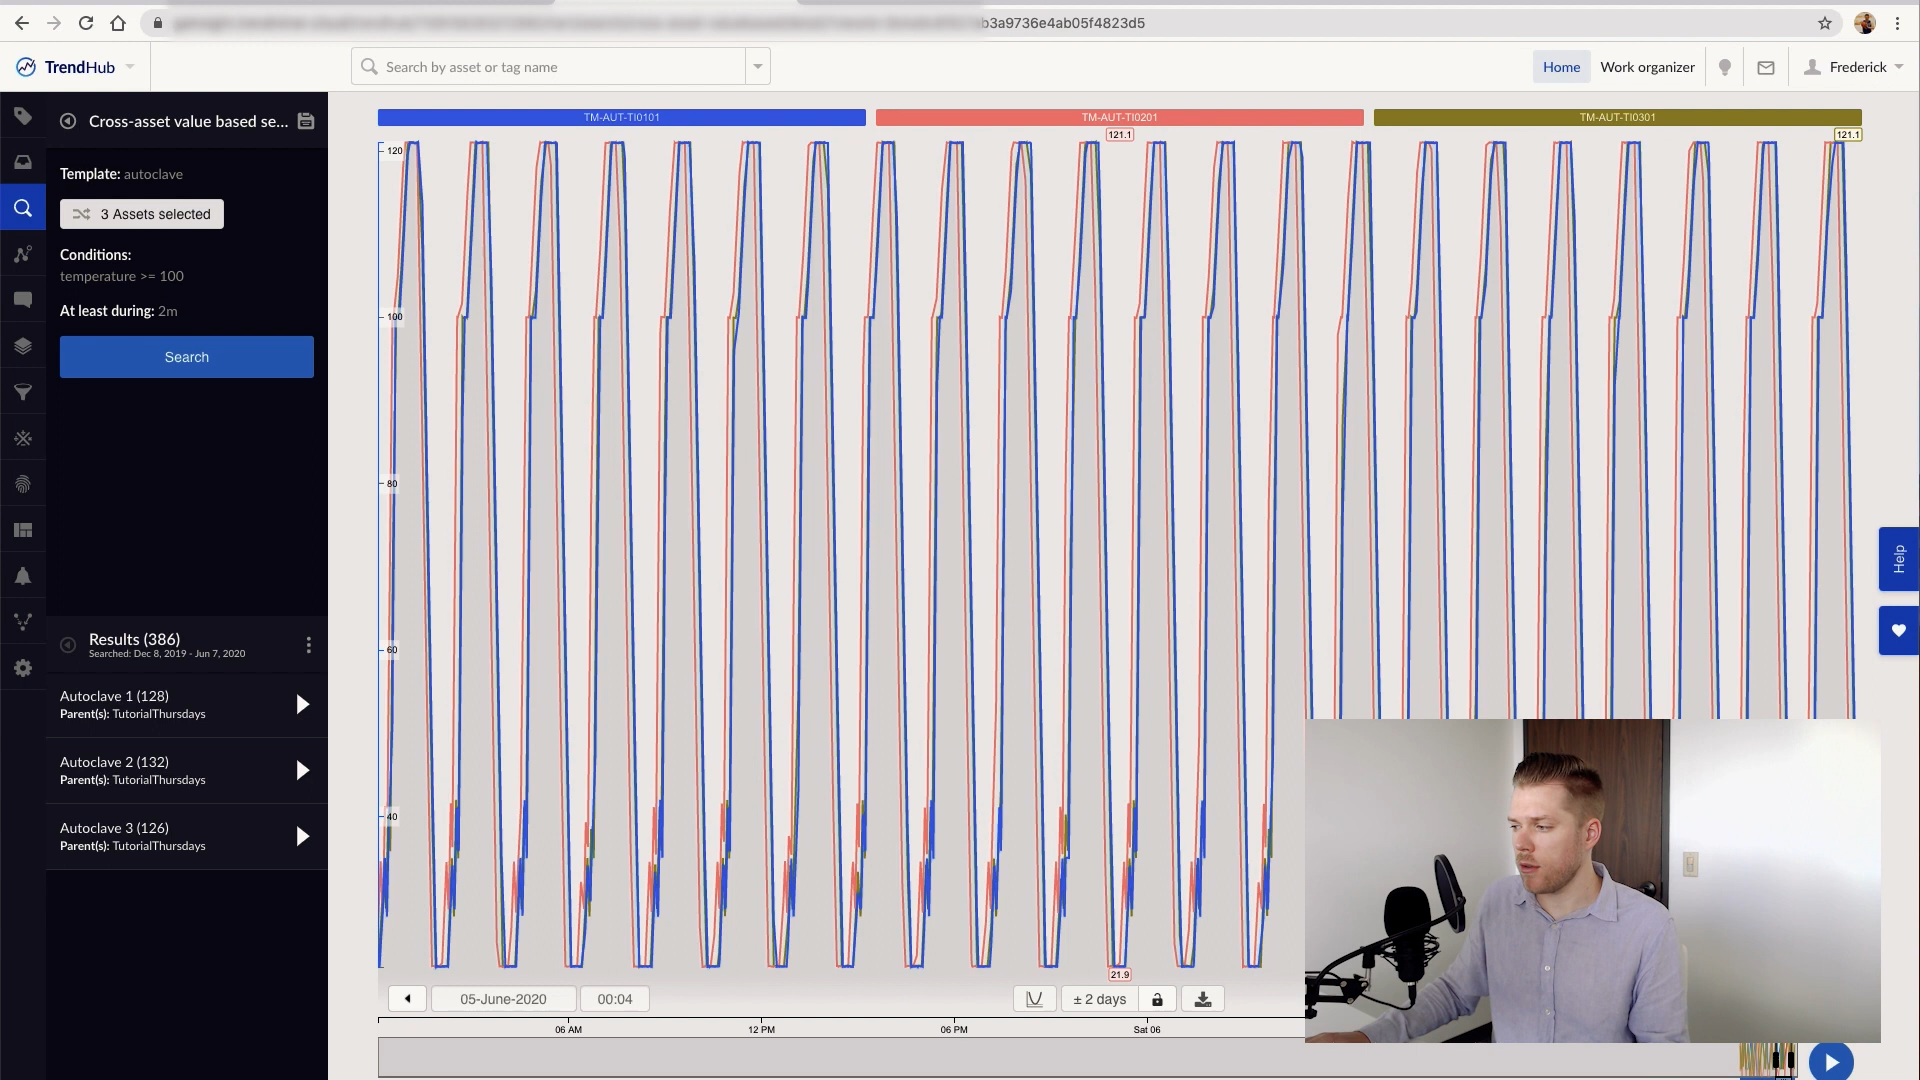 b3a9736e4ab05f4823d5
TrendHub
Search by asset or tag name
Home
Work organizer
Frederick
Cross-asset value based se...
Template: autoclave
3 Assets selected
Conditions:
temperature >= 100
At least during: 2m
Search
Results (386)
Searched: Dec 8, 2019 - Jun 7, 2020
Autoclave 1 (128)
Parent(s): TutorialThursdays
Autoclave 2 (132)
Parent(s): TutorialThursdays
Autoclave 3 (126)
Parent(s): TutorialThursdays
TM-AUT-TI0101
TM-AUT-TI0201
TM-AUT-TI0301
121.1
121.1
120
100
80
60
40
21.9
05-June-2020
00:04
± 2 days
06 AM
12 PM
06 PM
Sat 06
Help